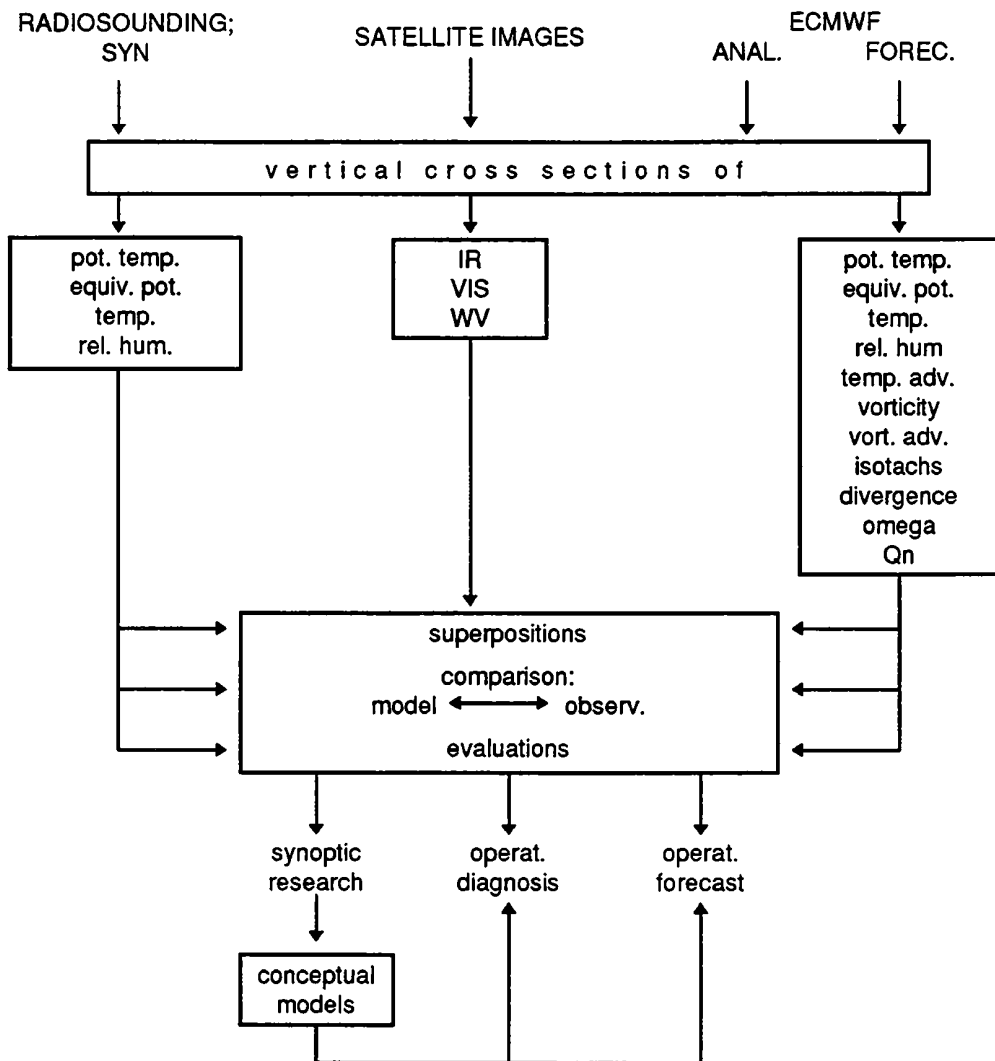 RADIOSOUNDING;
SYN
SATELLITE IMAGES
ECMWF
ANAL. FOREC.
vertical cross sections of
pot. temp.
equiv. pot.
temp.
rel. hum.
IR
VIS
WV
pot. temp.
equiv. pot.
temp.
rel. hum
temp. adv.
vorticity
vort. adv.
isotachs
divergence
omega
Qn
superpositions
comparison:
model observ.
evaluations
synoptic
research
operat.
diagnosis
operat.
forecast
conceptual
models